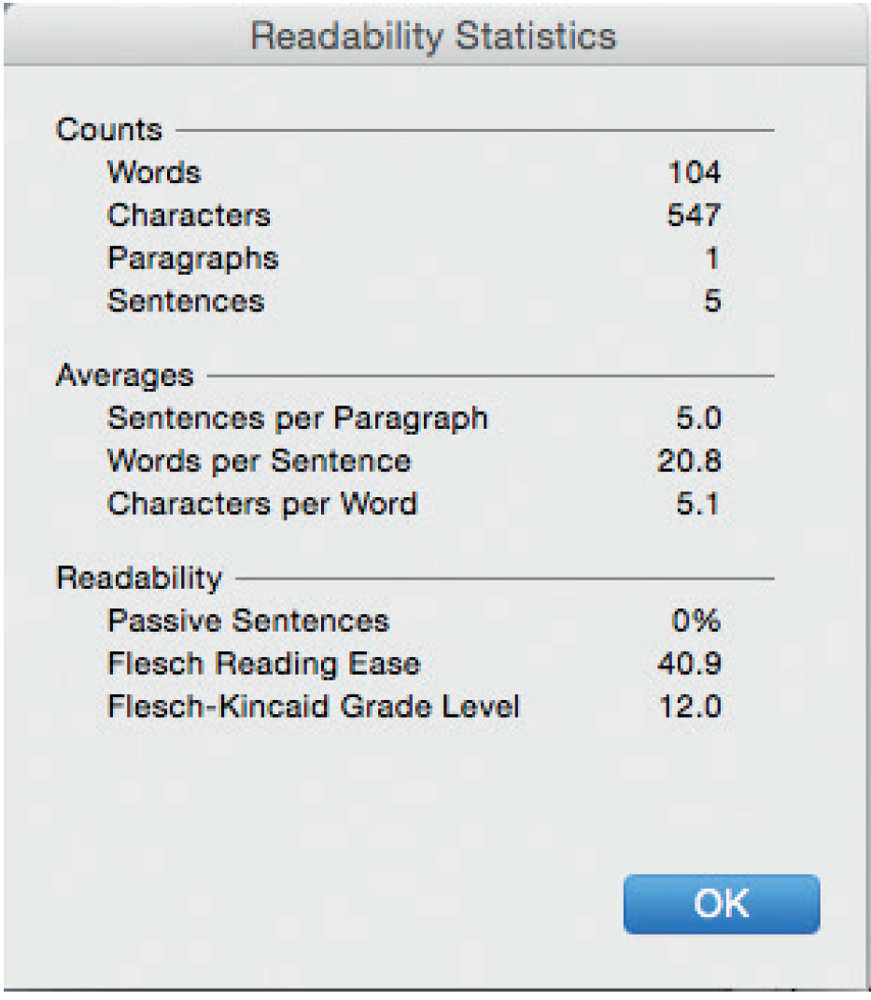 Readability Statistics
Counts
Words 104
Characters 547
Paragraphs 1
Sentences 5
Averages
Sentences per Paragraph 5.0
Words per Sentence 20.8
Characters per Word 5.1
Readability
Passive Sentences 0%
Flesch Reading Ease 40.9
Flesch-Kincaid Grade Level 12.0
OK